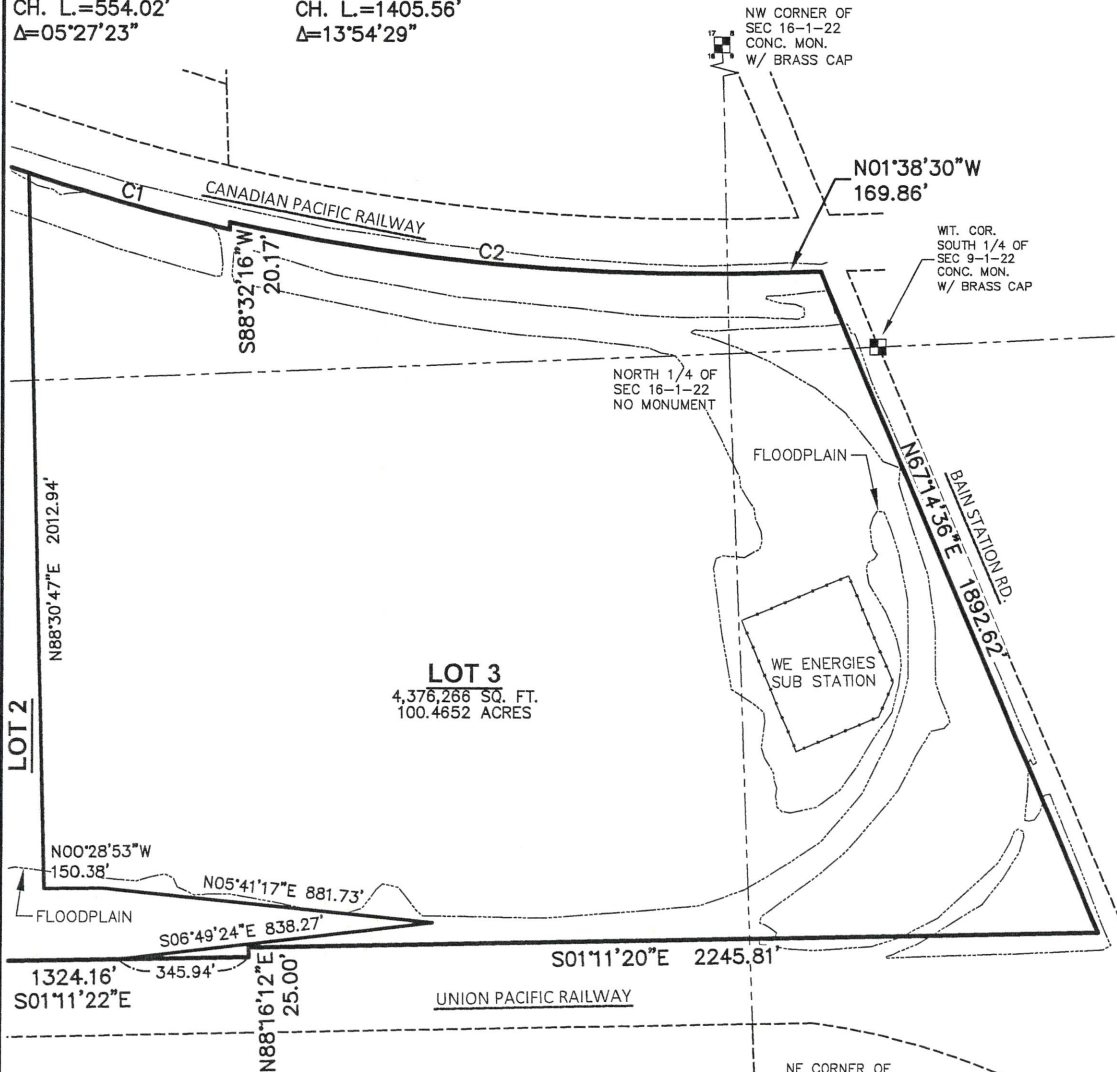 CH. L.=554.02'
Δ=05°27'23"
CH. L.=1405.56'
Δ=13°54'29"
NW CORNER OF
SEC 16-1-22
CONC. MON.
W/ BRASS CAP
17 8
16 9
N01°38'30"W
169.86'
WIT. COR.
SOUTH 1/4 OF
SEC 9-1-22
CONC. MON.
W/ BRASS CAP
C1
CANADIAN PACIFIC RAILWAY
C2
S88°32'16"W
20.17'
NORTH 1/4 OF
SEC 16-1-22
NO MONUMENT
FLOODPLAIN
N67°14'36"E 1892.62'
BAIN STATION RD.
N88°30'47"E 2012.94'
WE ENERGIES
SUB STATION
LOT 3
4,376,266 SQ. FT.
100.4652 ACRES
LOT 2
N00°28'53"W
150.38'
N05°41'17"E 881.73'
FLOODPLAIN
S06°49'24"E 838.27'
1324.16'
S01°11'22"E
345.94'
N88°16'12"E
25.00'
S01°11'20"E 2245.81'
UNION PACIFIC RAILWAY
NE CORNER OF